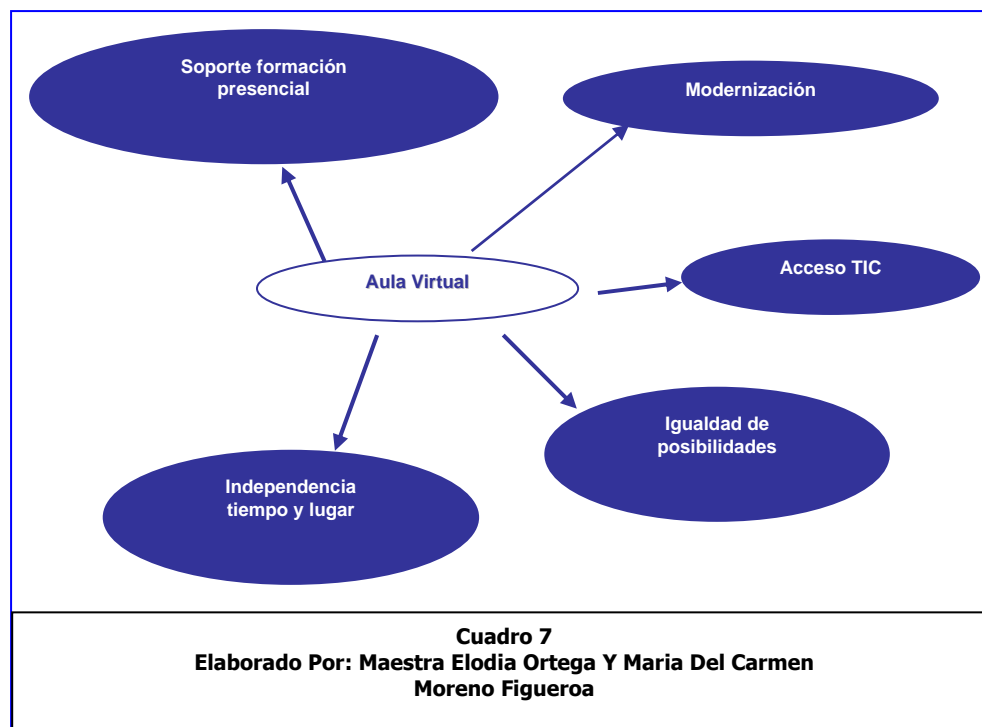 Soporte formación
presencial
Modernización
Aula Virtual
Acceso TIC
Igualdad de
posibilidades
Independencia
tiempo y lugar
Cuadro 7
Elaborado Por: Maestra Elodia Ortega Y Maria Del Carmen
Moreno Figueroa